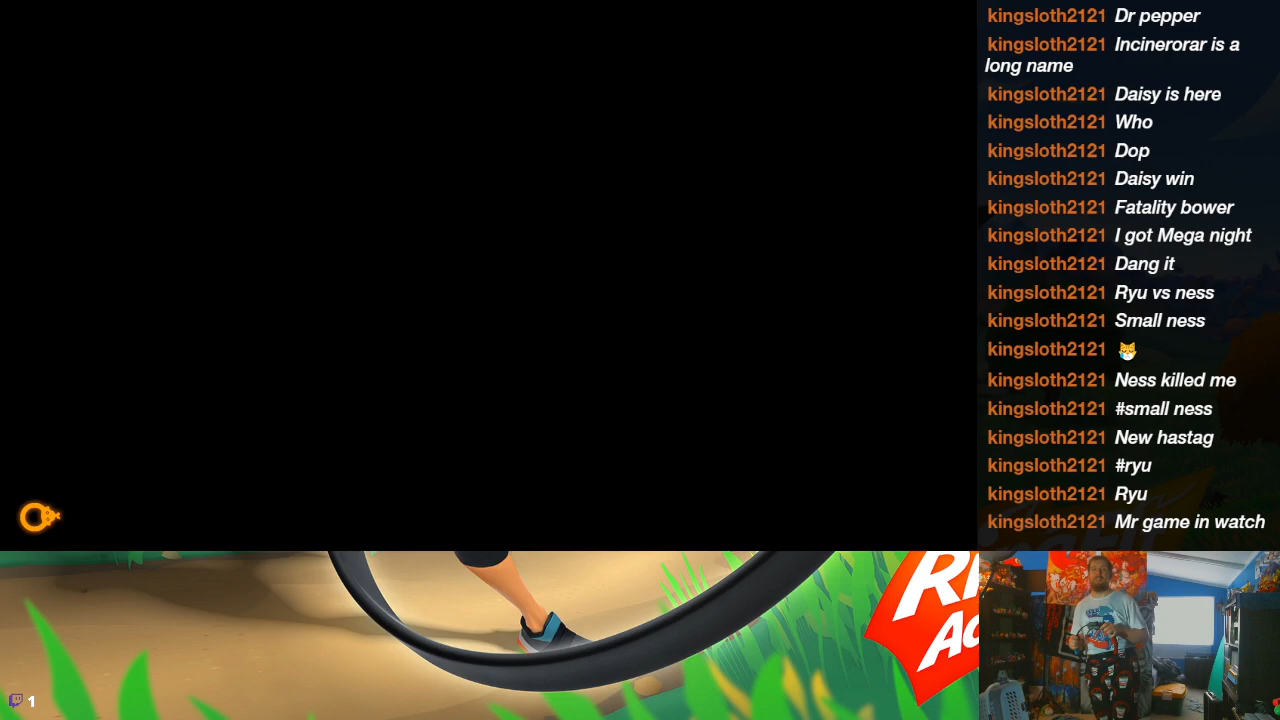 kingsloth2121 Dr pepper
kingsloth2121 Incinerorar is a
long name
kingsloth2121 Daisy is here
kingsloth2121 Who
kingsloth2121 Dop
kingsloth2121 Daisy win
kingsloth2121 Fatality bower
kingsloth2121 I got Mega night
kingsloth2121 Dang it
kingsloth2121 Ryu vs ness
kingsloth2121 Small ness
kingsloth2121 😹
kingsloth2121 Ness killed me
kingsloth2121 #small ness
kingsloth2121 New hastag
kingsloth2121 #ryu
kingsloth2121 Ryu
kingsloth2121 Mr game in watch
1